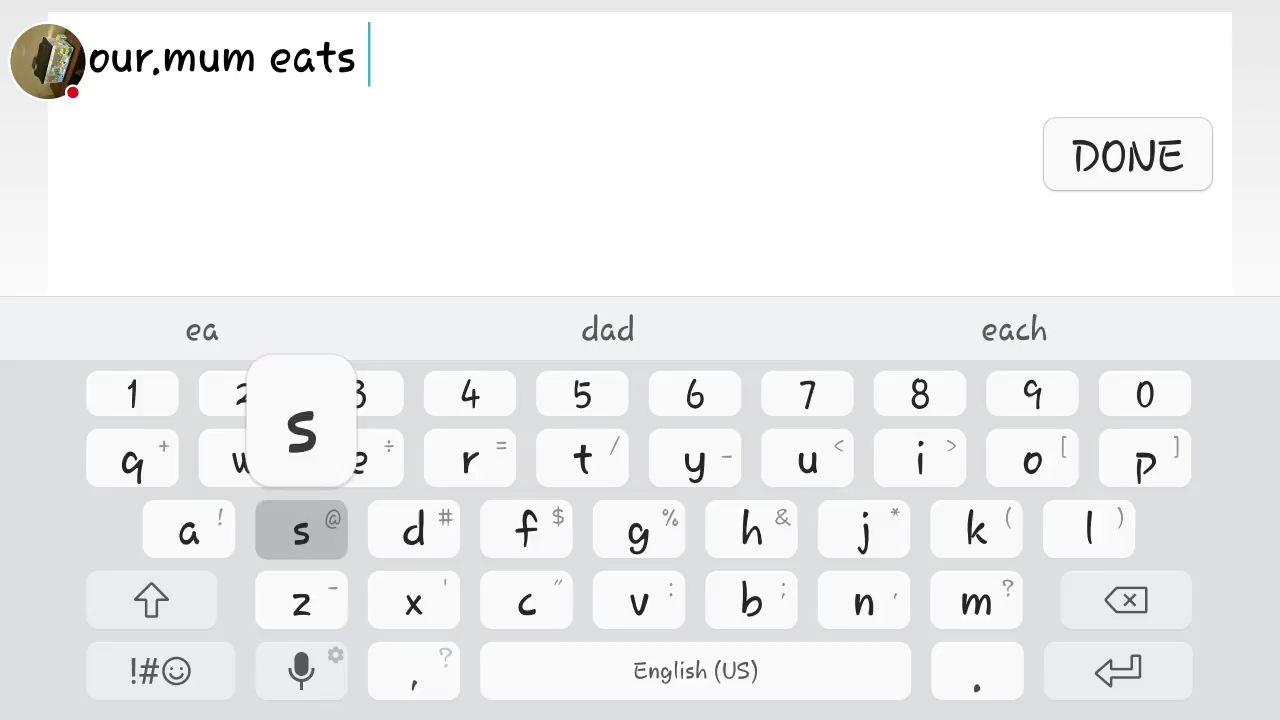 our.mum eats
DONE
ea dad each
1 2 3 4 5 6 7 8 9 0
s
q + w e ÷ r = t / y _ u < i > o [ p ]
a ! s @ d # f $ g % h & j * k ( l )
z - x ' c " v : b ; n , m ?
!#☺ , ? English (US) .